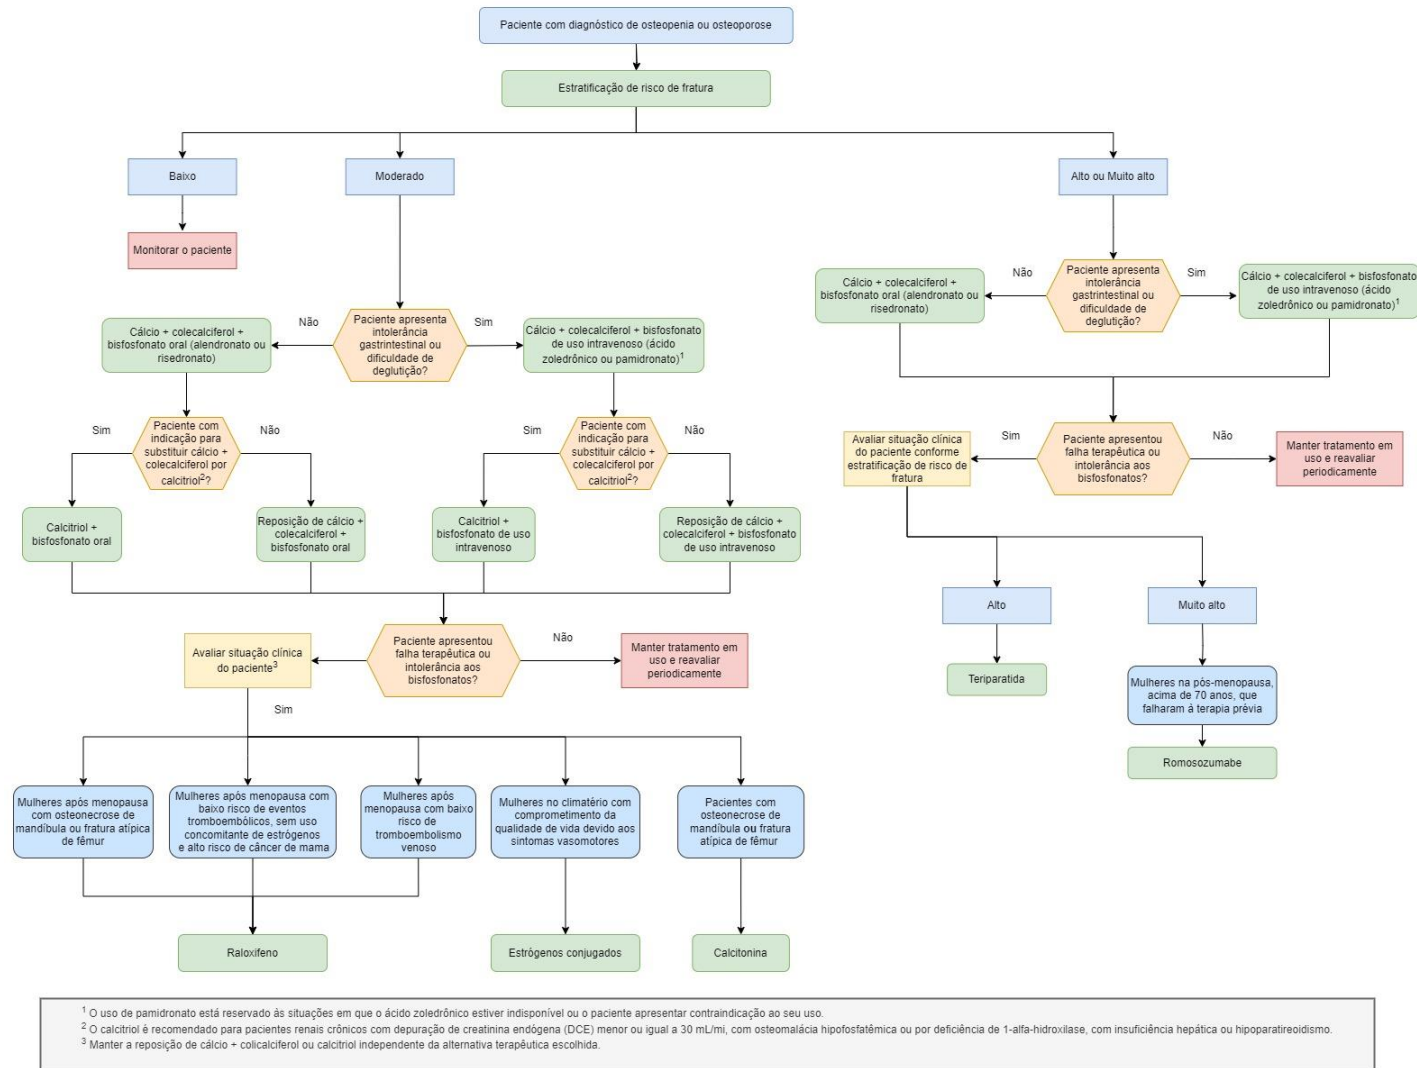 Paciente com diagnóstico de osteopenia ou osteoporose
Estratificação de risco de fratura
Baixo
Moderado
Alto ou Muito alto
Monitorar o paciente
Paciente apresenta
intolerância
gastrintestinal ou
dificuldade de
deglutição?
Não
Sim
Cálcio + colecalciferol +
bisfosfonato oral (alendronato ou
risedronato)
Cálcio + colecalciferol + bisfosfonato
de uso intravenoso (ácido
zoledrônico ou pamidronato)1
Cálcio + colecalciferol +
bisfosfonato oral (alendronato ou
risedronato)
Não
Paciente apresenta
intolerância
gastrintestinal ou
dificuldade de
deglutição?
Sim
Cálcio + colecalciferol + bisfosfonato
de uso intravenoso (ácido
zoledrônico ou pamidronato)1
Sim
Paciente com
indicação para
substituir cálcio +
colecalciferol por
calcitriol2?
Não
Sim
Paciente com
indicação para
substituir cálcio +
colecalciferol por
calcitriol2?
Não
Avaliar situação clínica
do paciente conforme
estratificação de risco de
fratura
Sim
Paciente apresentou
falha terapêutica ou
intolerância aos
bisfosfonatos?
Não
Manter tratamento em
uso e reavaliar
periodicamente
Calcitriol +
bisfosfonato oral
Reposição de cálcio +
colecalciferol +
bisfosfonato oral
Calcitriol +
bisfosfonato de uso
intravenoso
Reposição de cálcio +
colecalciferol + bisfosfonato
de uso intravenoso
Alto
Muito alto
Avaliar situação clínica
do paciente3
Sim
Paciente apresentou
falha terapêutica ou
intolerância aos
bisfosfonatos?
Não
Manter tratamento em
uso e reavaliar
periodicamente
Teriparatida
Mulheres na pós-menopausa,
acima de 70 anos, que
falharam à terapia prévia
Romosozumabe
Mulheres após menopausa
com osteonecrose de
mandíbula ou fratura atípica
de fêmur
Mulheres após menopausa com
baixo risco de eventos
tromboembòlicos, sem uso
concomitante de estrógenos
e alto risco de câncer de mama
Mulheres após
menopausa com baixo
risco de
tromboembolismo
venoso
Mulheres no climatério com
comprometimento da
qualidade de vida devido aos
sintomas vasomotores
Pacientes com
osteonecrose de
mandíbula ou fratura
atípica de fêmur
Raloxifeno
Estrógenos conjugados
Calcitonina
1 O uso de pamidronato está reservado às situações em que o ácido zoledrônico estiver indisponível ou o paciente apresentar contraindicação ao seu uso.
2 O calcitriol é recomendado para pacientes renais crônicos com depuração de creatinina endógena (DCE) menor ou igual a 30 mL/mi, com osteomalácia hipofosfatêmica ou por deficiência de 1-alfa-hidroxilase, com insuficiência hepática ou hipoparatireoidismo.
3 Manter a reposição de cálcio + colicalciferol ou calcitriol independente da alternativa terapêutica escolhida.